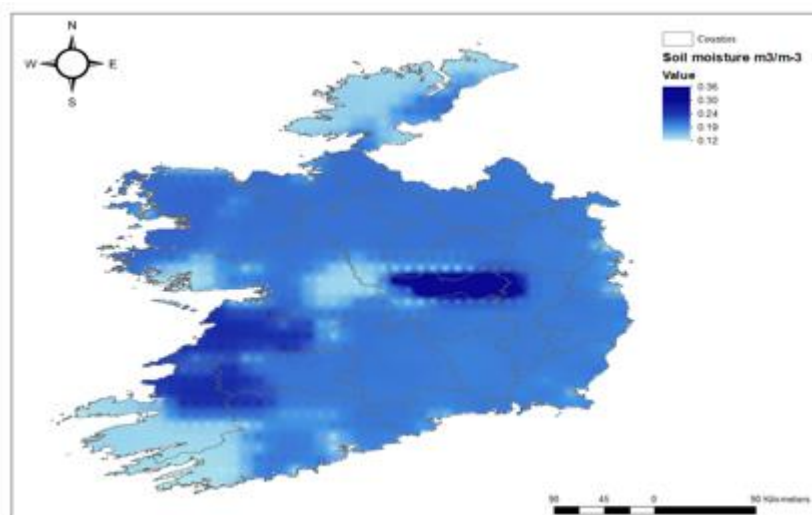 N
W
E
S
Counties
Soil moisture m3/m-3
Value
0.36
0.30
0.24
0.19
0.12
90 45 0 90 Kilometers